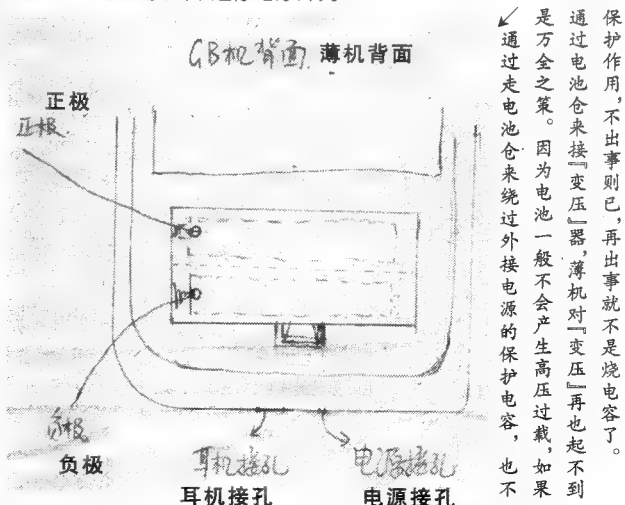 GB机背面 薄机背面
正极
正极
负极
负极
耳机接孔 电源接孔
耳机接孔 电源接孔
通过走电池仓来绕过外接电源的保护电容，也不
是万全之策。因为电池一般不会产生高压过载，如果
通过电池仓来接『变压』器，薄机对『变压』再也起不到
保护作用，不出事则已，再出事就不是烧电容了。